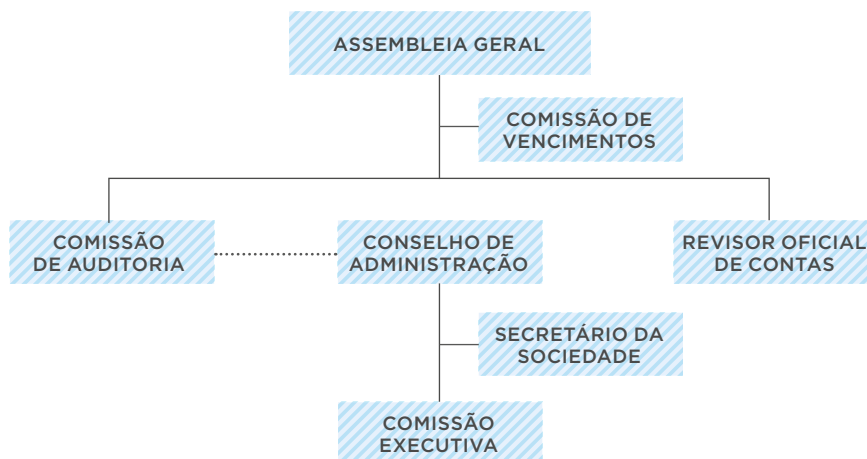 ASSEMBLEIA GERAL
COMISSÃO DE
VENCIMENTOS
COMISSÃO
DE AUDITORIA
CONSELHO DE
ADMINISTRAÇÃO
REVISOR OFICIAL
DE CONTAS
SECRETÁRIO DA
SOCIEDADE
COMISSÃO
EXECUTIVA